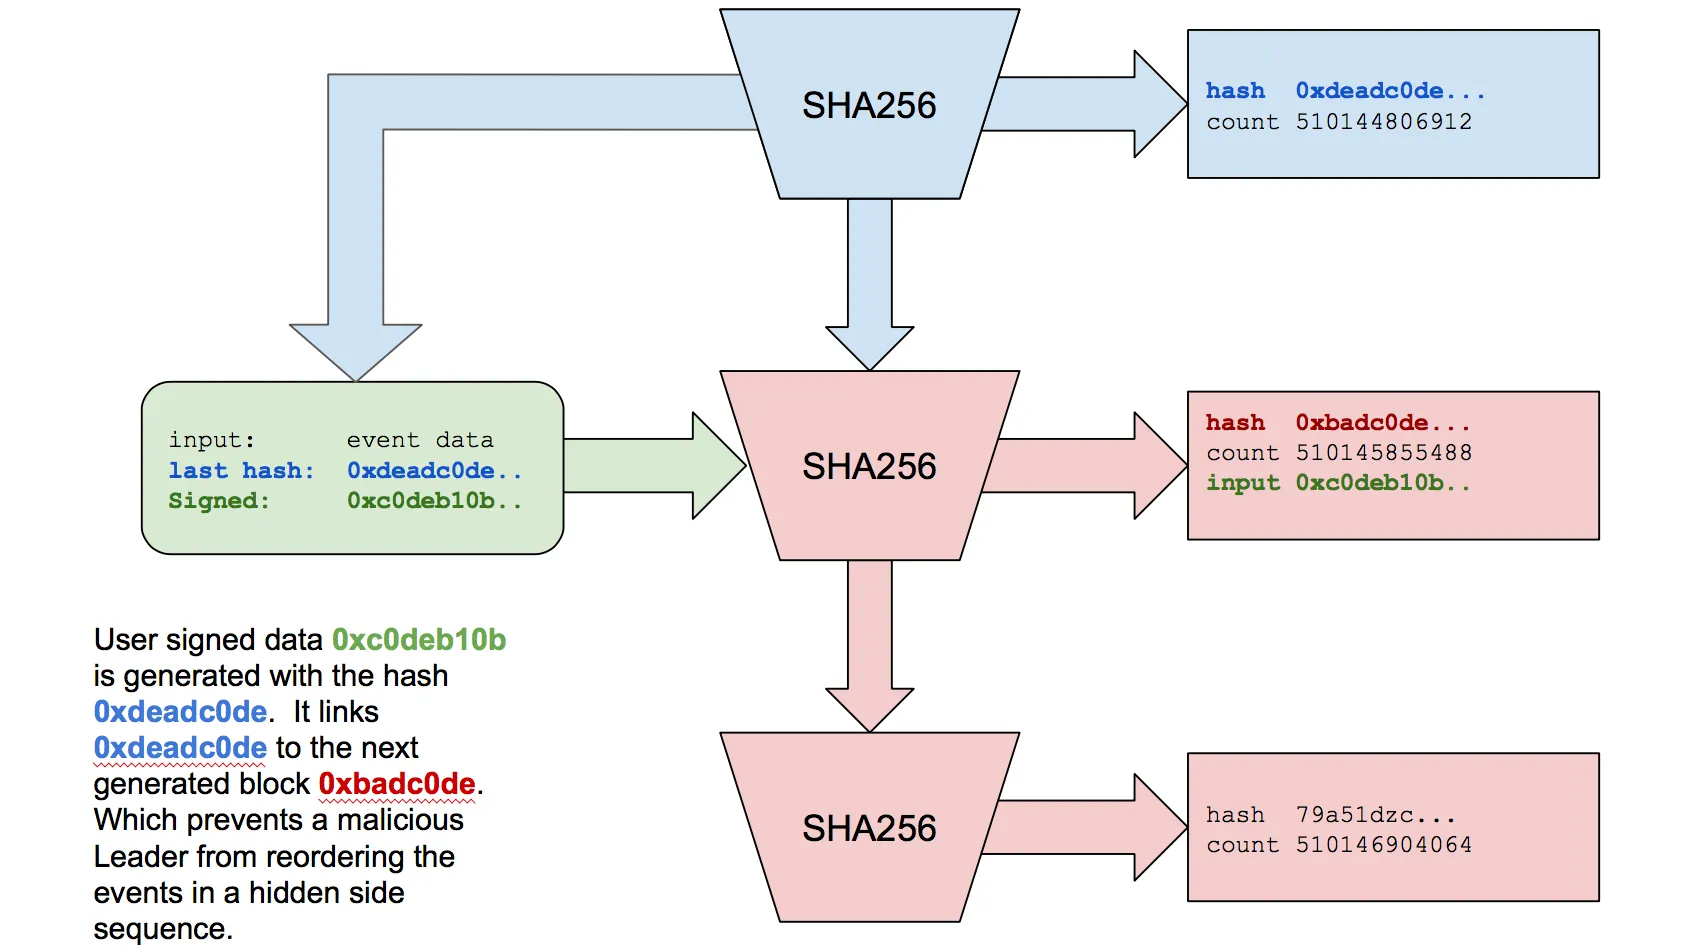 SHA256
hash 0xdeadc0de...
count 510144806912
input: event data
last hash: 0xdeadc0de..
Signed: 0xc0deb10b..
SHA256
hash 0xbadc0de...
count 510145855488
input 0xc0deb10b..
User signed data 0xc0deb10b
is generated with the hash
0xdeadc0de. It links
0xdeadc0de to the next
generated block 0xbadc0de.
Which prevents a malicious
Leader from reordering the
events in a hidden side
sequence.
SHA256
hash 79a51dzc...
count 510146904064